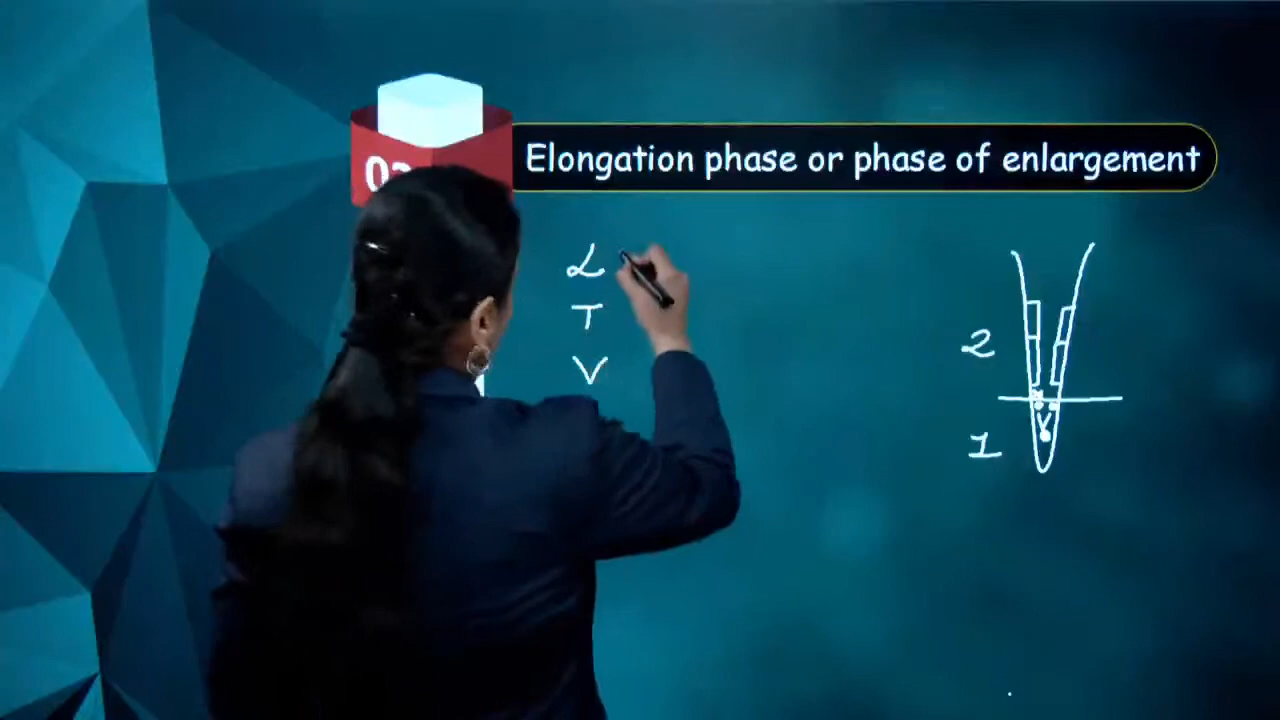 Elongation phase or phase of enlargement
L
T
V
2
1